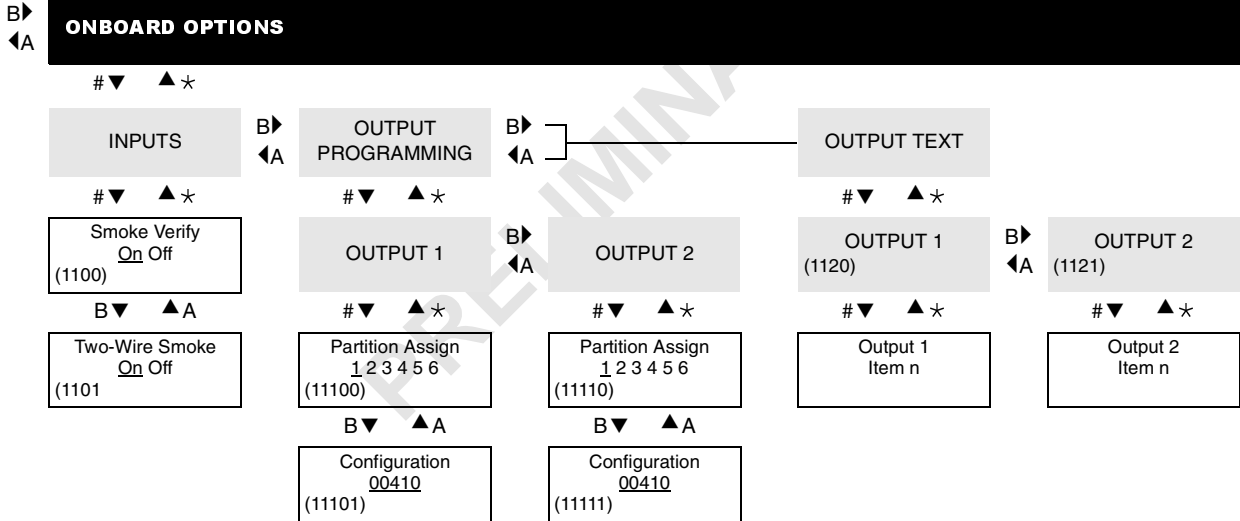 B▶
◀A
ONBOARD OPTIONS
#▼ ▲✭
INPUTS
B▶
◀A
OUTPUT
PROGRAMMING
B▶
◀A
OUTPUT TEXT
#▼ ▲✭
#▼ ▲✭
#▼ ▲✭
Smoke Verify
On Off
(1100)
OUTPUT 1
B▶
◀A
OUTPUT 2
OUTPUT 1
(1120)
B▶
◀A
OUTPUT 2
(1121)
B▼ ▲A
#▼ ▲✭
#▼ ▲✭
#▼ ▲✭
#▼ ▲✭
Two-Wire Smoke
On Off
(1101
Partition Assign
1 2 3 4 5 6
(11100)
Partition Assign
1 2 3 4 5 6
(11110)
Output 1
Item n
Output 2
Item n
B▼ ▲A
B▼ ▲A
Configuration
00410
(11101)
Configuration
00410
(11111)
PRELIMINA